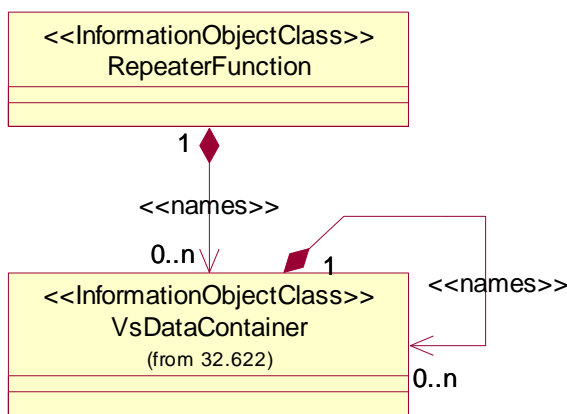 <<InformationObjectClass>>
RepeaterFunction
1
<<names>>
0..n
1
<<InformationObjectClass>>
VsDataContainer
(from 32.622)
<<names>>
0..n